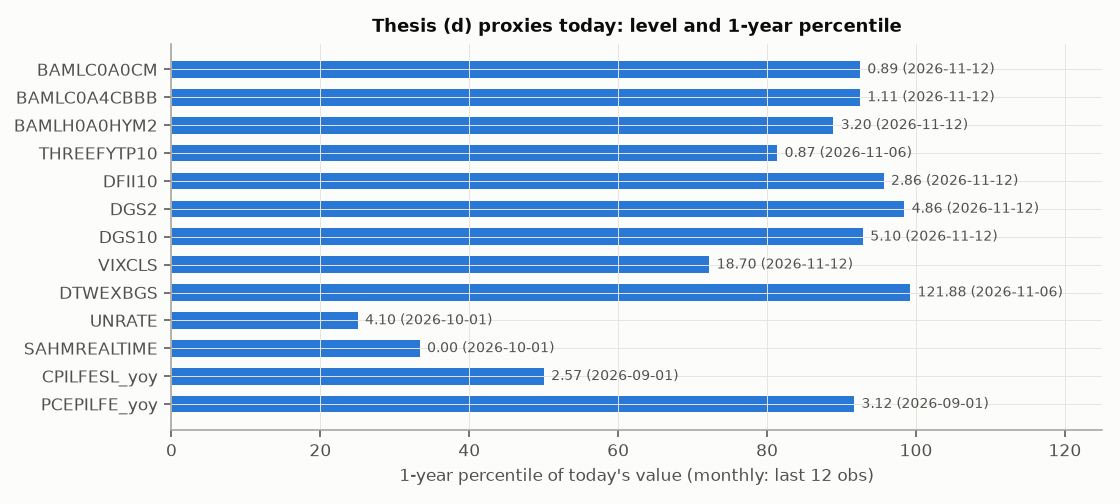 Thesis (d) proxies today: level and 1-year percentile
BAMLC0A0CM 0.89 (2026-11-12)
BAMLC0A4CBBB 1.11 (2026-11-12)
BAMLH0A0HYM2 3.20 (2026-11-12)
THREEFYTP10 0.87 (2026-11-06)
DFII10 2.86 (2026-11-12)
DGS2 4.86 (2026-11-12)
DGS10 5.10 (2026-11-12)
VIXCLS 18.70 (2026-11-12)
DTWEXBGS 121.88 (2026-11-06)
UNRATE 4.10 (2026-10-01)
SAHMREALTIME 0.00 (2026-10-01)
CPILFESL_yoy 2.57 (2026-09-01)
PCEPILFE_yoy 3.12 (2026-09-01)
0 20 40 60 80 100 120
1-year percentile of today's value (monthly: last 12 obs)